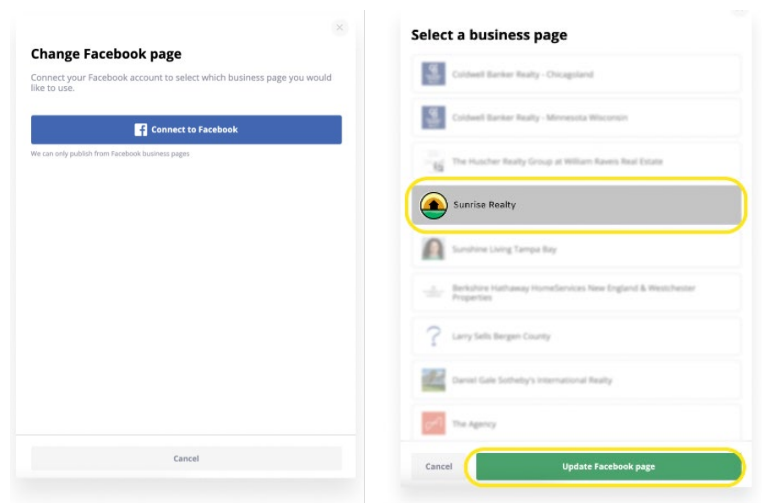 Change Facebook page
Connect your Facebook account to select which business page you would
like to use.
Connect to Facebook
We can only publish from Facebook business pages
Cancel
Select a business page
Coldwell Banker Realty - Chicagoland
Coldwell Banker Realty - Minnesota Wisconsin
The Huscher Realty Group at William Raveis Real Estate
Sunrise Realty
Sunshine Living Tampa Bay
Berkshire Hathaway HomeServices New England & Westchester
Properties
Larry Sells Bergen County
Daniel Gale Sotheby's International Realty
The Agency
Cancel
Update Facebook page